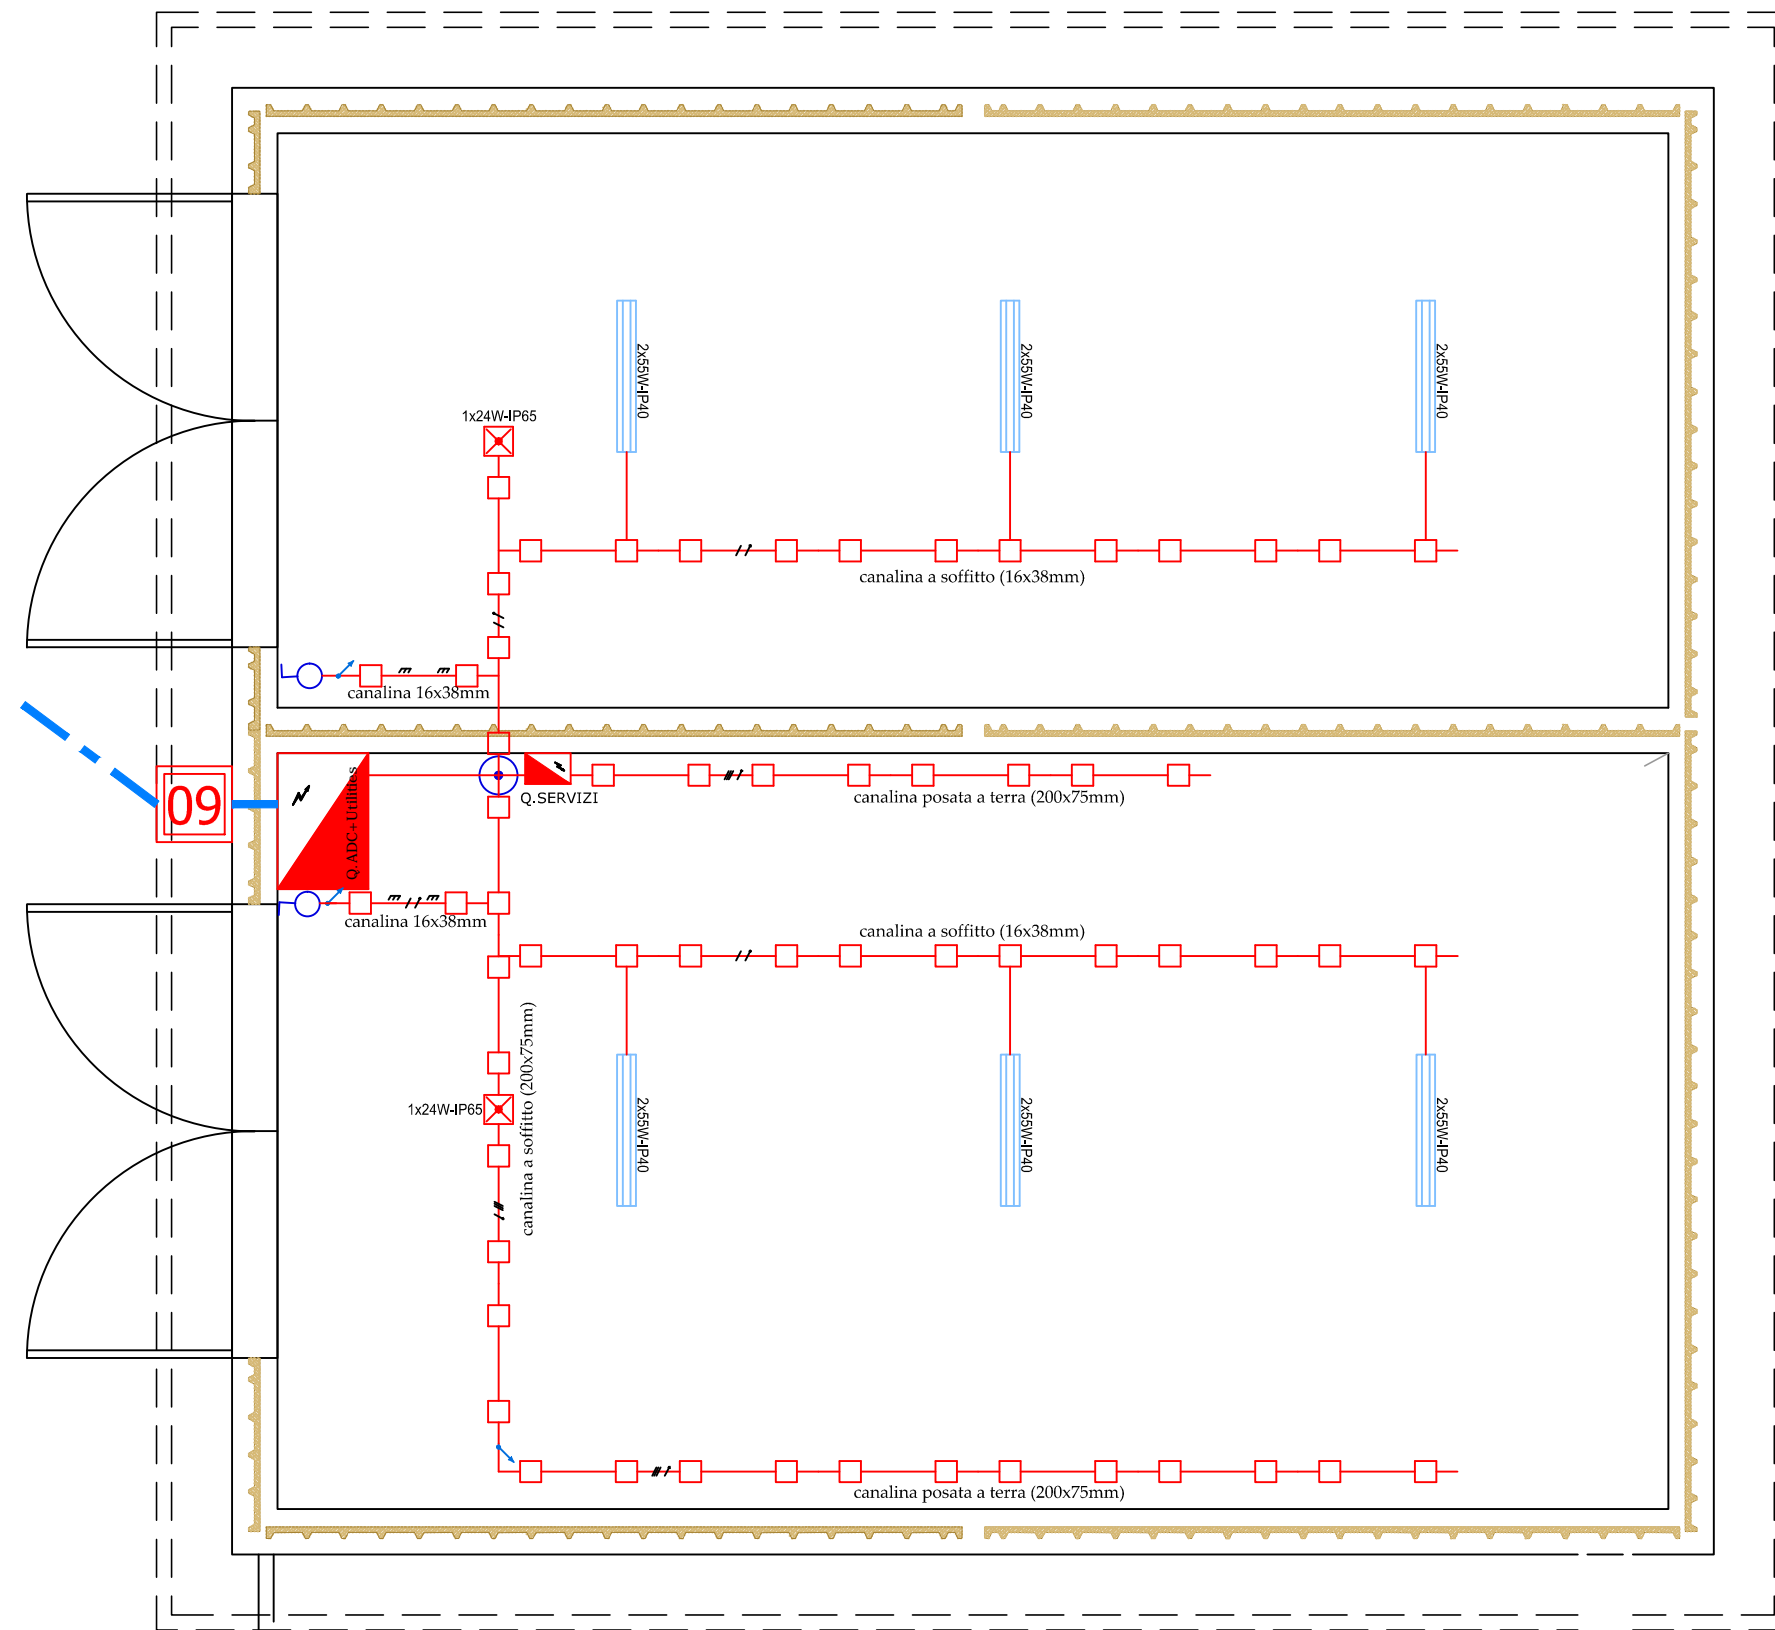 2x55W-IP40
2x55W-IP40
2x55W-IP40
1x24W-IP65
canalina a soffitto (16x38mm)
canalina 16x38mm
09
Q.ADC+Utilities
Q.SERVIZI
canalina posata a terra (200x75mm)
canalina 16x38mm
canalina a soffitto (16x38mm)
canalina a soffitto (200x75mm)
1x24W-IP65
2x55W-IP40
2x55W-IP40
2x55W-IP40
canalina posata a terra (200x75mm)